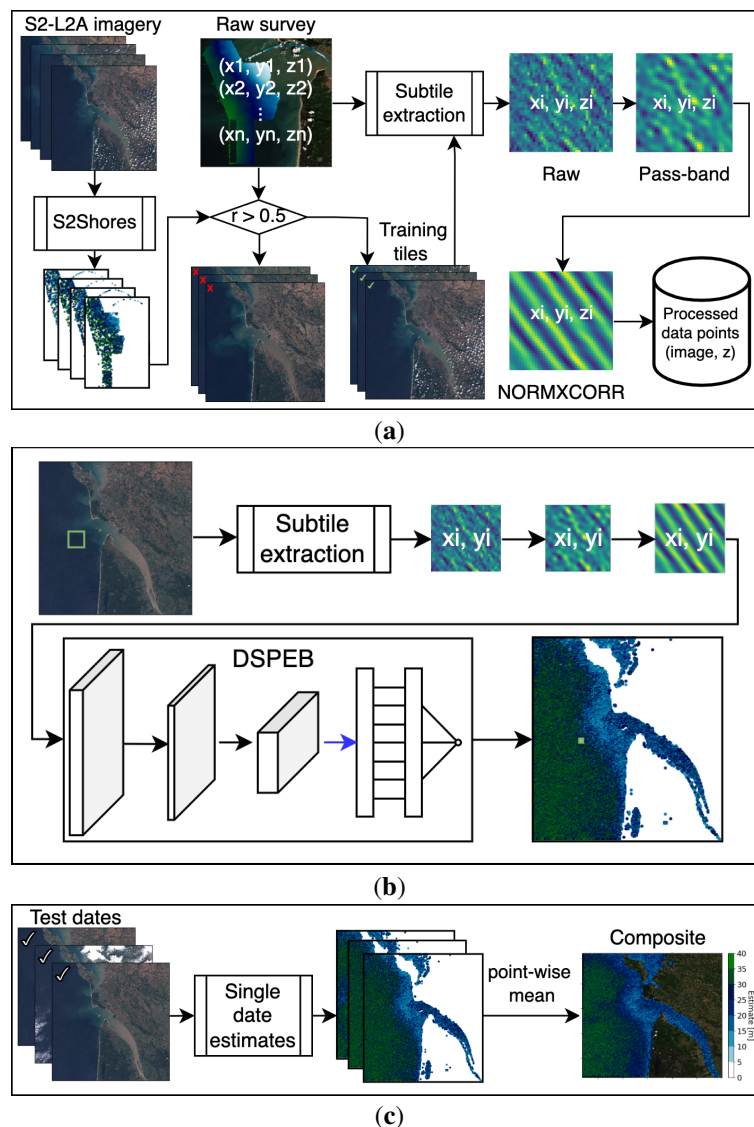 S2-L2A imagery
Raw survey
(x1, y1, z1)
(x2, y2, z2)
⋮
(xn, yn, zn)
Subtile
extraction
xi, yi, zi
xi, yi, zi
Raw
Pass-band
S2Shores
r > 0.5
Training
tiles
x
x
x
✓
✓
✓
xi, yi, zi
Processed
data points
(image, z)
NORMXCORR
(a)
Subtile
extraction
xi, yi
xi, yi
xi, yi
DSPEB
(b)
Test dates
✓
✓
✓
Single
date
estimates
point-wise
mean
Composite
40
35
30
25
20
15
10
5
0
Estimate [m]
(c)